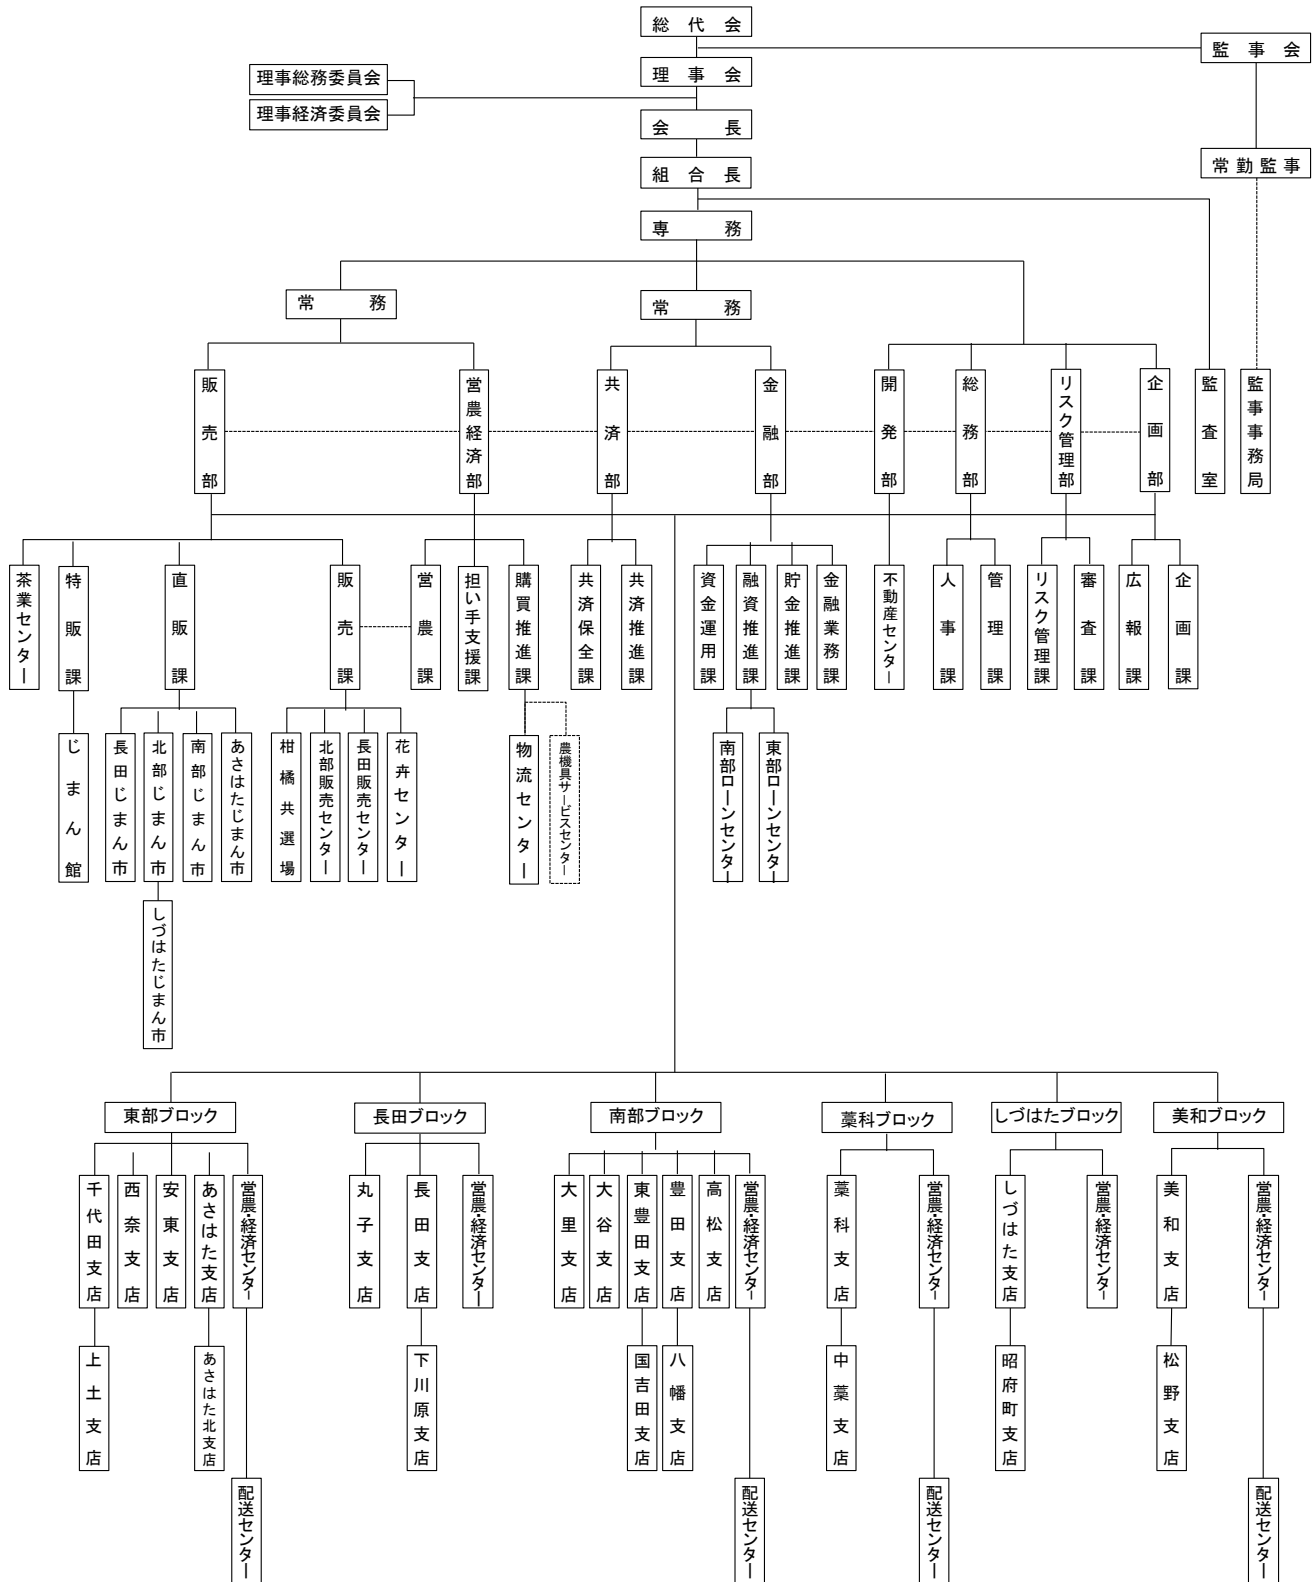 総代会
監事会
理事会
理事総務委員会
理事経済委員会
会長
組合長
常勤監事
専務
常務
常務
販売部
営農経済部
共済部
金融部
開発部
総務部
リスク管理部
企画部
監査室
監事事務局
茶業センター
特販課
直販課
販売課
営農課
担い手支援課
購買推進課
共済保全課
共済推進課
資金運用課
融資推進課
貯金推進課
金融業務課
不動産センター
人事課
管理課
リスク管理課
審査課
広報課
企画課
じまん館
長田じまん市
北部じまん市
南部じまん市
あさはたじまん市
柑橘共選場
北部販売センター
長田販売センター
花卉センター
物流センター
農機具サービスセンター
南部ローンセンター
東部ローンセンター
しづはたじまん市
東部ブロック
長田ブロック
南部ブロック
藁科ブロック
しづはたブロック
美和ブロック
千代田支店
西奈支店
安東支店
あさはた支店
営農・経済センター
丸子支店
長田支店
営農・経済センター
大里支店
大谷支店
東豊田支店
豊田支店
高松支店
営農・経済センター
藁科支店
営農・経済センター
しづはた支店
営農・経済センター
美和支店
営農・経済センター
上土支店
あさはた北支店
下川原支店
国吉田支店
八幡支店
中藁支店
昭府町支店
松野支店
配送センター
配送センター
配送センター
配送センター